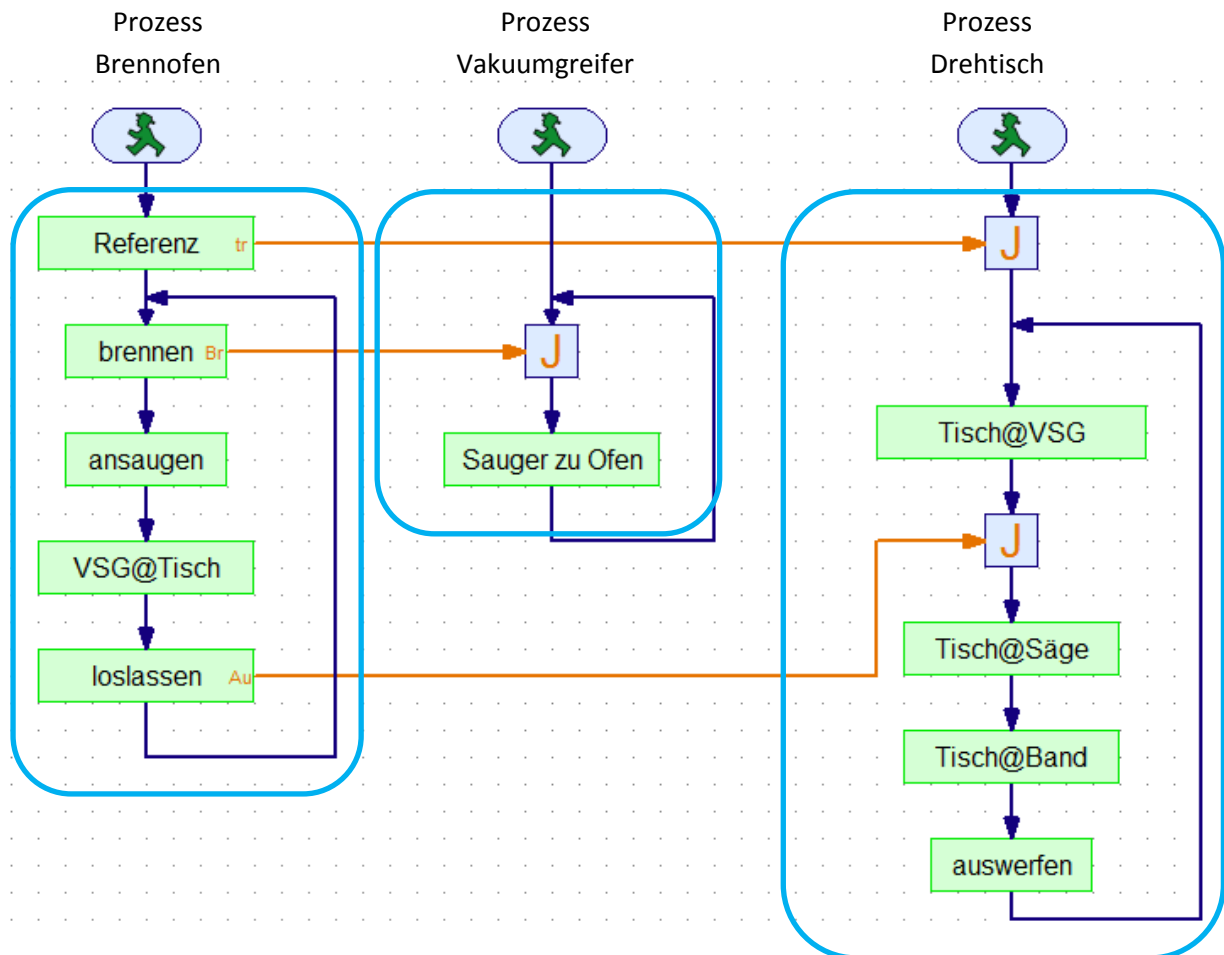 Prozess
Brennofen
Prozess
Vakuumgreifer
Prozess
Drehtisch
Referenz tr
J
brennen Br
J
ansaugen
Sauger zu Ofen
Tisch@VSG
VSG@Tisch
J
loslassen Au
Tisch@Säge
Tisch@Band
auswerfen